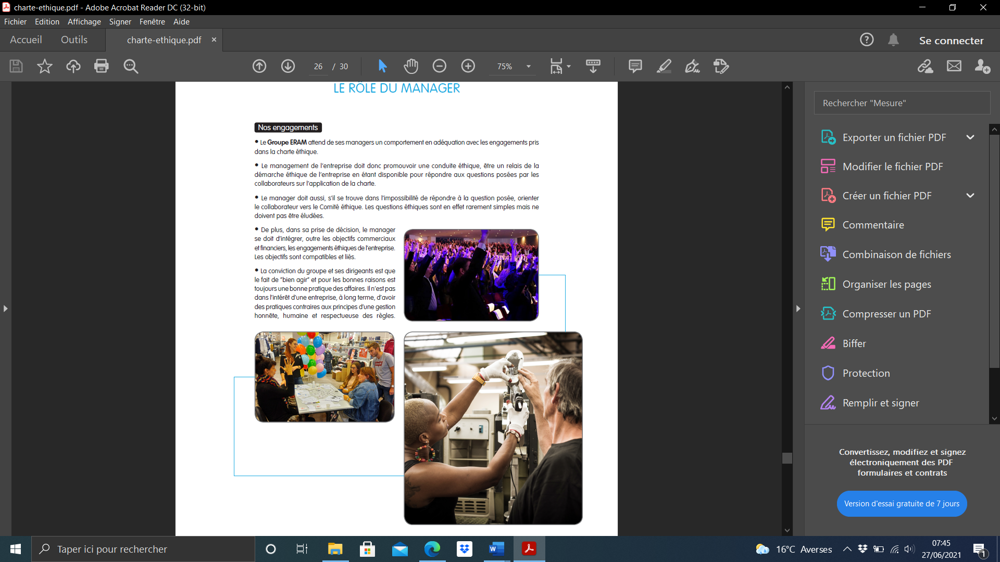 charte-ethique.pdf - Adobe Acrobat Reader DC (32-bit)
Fichier Edition Affichage Signer Fenêtre Aide
Accueil Outils charte-ethique.pdf × Se connecter
26 / 30 75%
LE RÔLE DU MANAGER
Nos engagements
• Le Groupe ERAM attend de ses managers un comportement en adéquation avec les engagements pris
dans la charte éthique.
• Le management de l'entreprise doit donc promouvoir une conduite éthique, être un relais de la
démarche éthique de l'entreprise en étant disponible pour répondre aux questions posées par les
collaborateurs sur l'application de la charte.
• Le manager doit aussi, s'il se trouve dans l'impossibilité de répondre à la question posée, orienter
le collaborateur vers le Comité éthique. Les questions éthiques sont en effet rarement simples mais ne
doivent pas être éludées.
• De plus, dans sa prise de décision, le manager
se doit d'intégrer, outre les objectifs commerciaux
et financiers, les engagements éthiques de l'entreprise.
Les objectifs sont compatibles et liés.
• La conviction du groupe et ses dirigeants est que
le fait de "bien agir" et pour les bonnes raisons est
toujours une bonne pratique des affaires. Il n'est pas
dans l'intérêt d'une entreprise, à long terme, d'avoir
des pratiques contraires aux principes d'une gestion
honnête, humaine et respectueuse des règles.
Rechercher "Mesure"
Exporter un fichier PDF
Modifier le fichier PDF
Créer un fichier PDF
Commentaire
Combinaison de fichiers
Organiser les pages
Compresser un PDF
Biffer
Protection
Remplir et signer
Convertissez, modifiez et signez
électroniquement des PDF
formulaires et contrats
Version d'essai gratuite de 7 jours
Taper ici pour rechercher
16°C Averses
07:45
27/06/2021
1